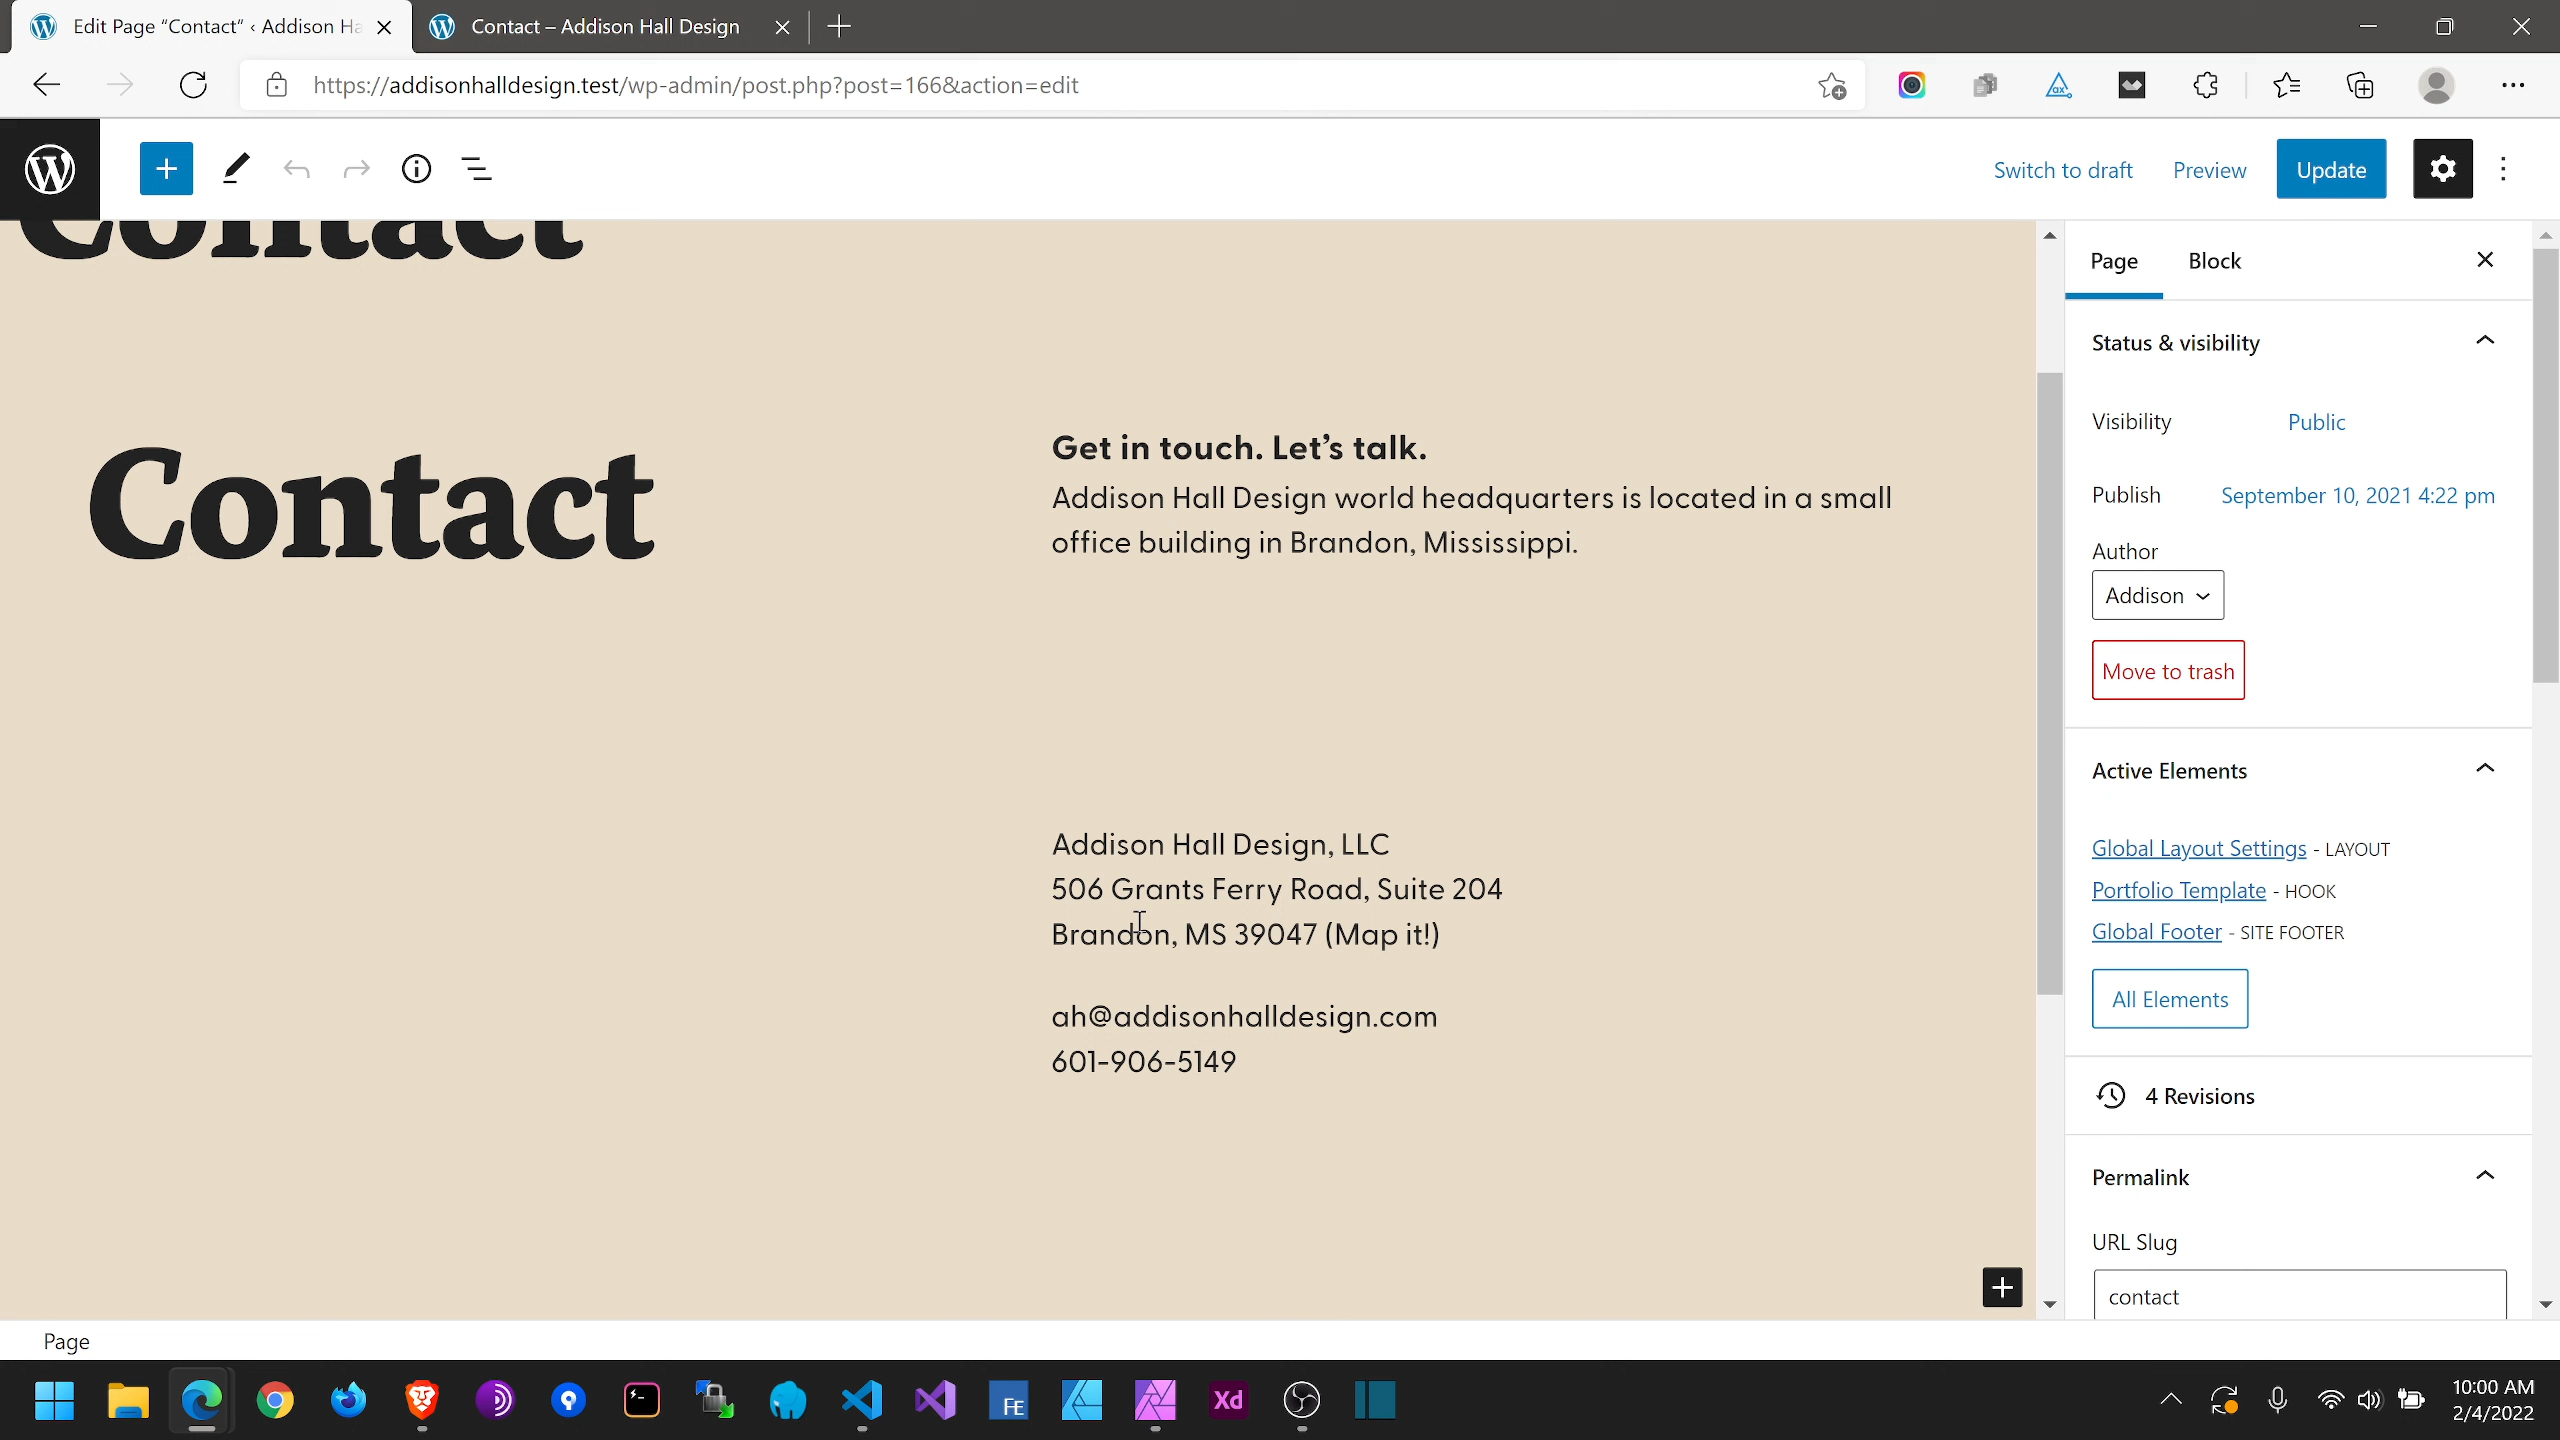 Edit Page “Contact” ‹ Addison Ha
Contact – Addison Hall Design
https://addisonhalldesign.test/wp-admin/post.php?post=166&action=edit
Switch to draft
Preview
Update
Contact
Contact
Get in touch. Let’s talk.
Addison Hall Design world headquarters is located in a small
office building in Brandon, Mississippi.
Addison Hall Design, LLC
506 Grants Ferry Road, Suite 204
Brandon, MS 39047 (Map it!)
ah@addisonhalldesign.com
601-906-5149
Page
Block
Status & visibility
Visibility
Public
Publish
September 10, 2021 4:22 pm
Author
Addison
Move to trash
Active Elements
Global Layout Settings - LAYOUT
Portfolio Template - HOOK
Global Footer - SITE FOOTER
All Elements
4 Revisions
Permalink
URL Slug
contact
Page
FE
Xd
10:00 AM
2/4/2022